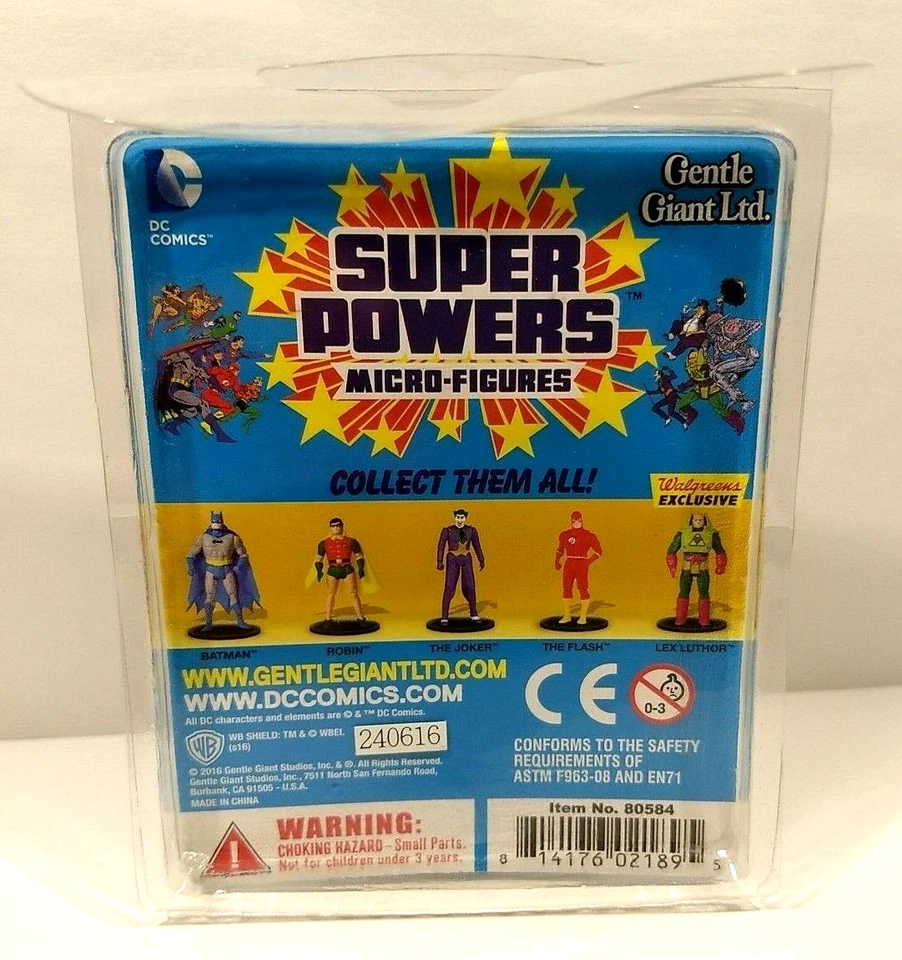 DC
DC
COMICS™
Gentle
Giant Ltd.™
SUPER
POWERS™
MICRO-FIGURES
COLLECT THEM ALL!
Walgreens
EXCLUSIVE
BATMAN™ ROBIN™ THE JOKER™ THE FLASH™ LEX LUTHOR™
WWW.GENTLEGIANTLTD.COM
WWW.DCCOMICS.COM
All DC characters and elements are © & ™ DC Comics.
WB
WB SHIELD: TM & © WBEI.
(s16)
240616
© 2016 Gentle Giant Studios, Inc. & ®. All Rights Reserved.
Gentle Giant Studios, Inc., 7511 North San Fernando Road,
Burbank, CA 91505 - U.S.A.
MADE IN CHINA
CE
0-3
CONFORMS TO THE SAFETY
REQUIREMENTS OF
ASTM F963-08 AND EN71
! WARNING:
CHOKING HAZARD - Small Parts.
Not for children under 3 years.
Item No. 80584
8 14176 02189 5